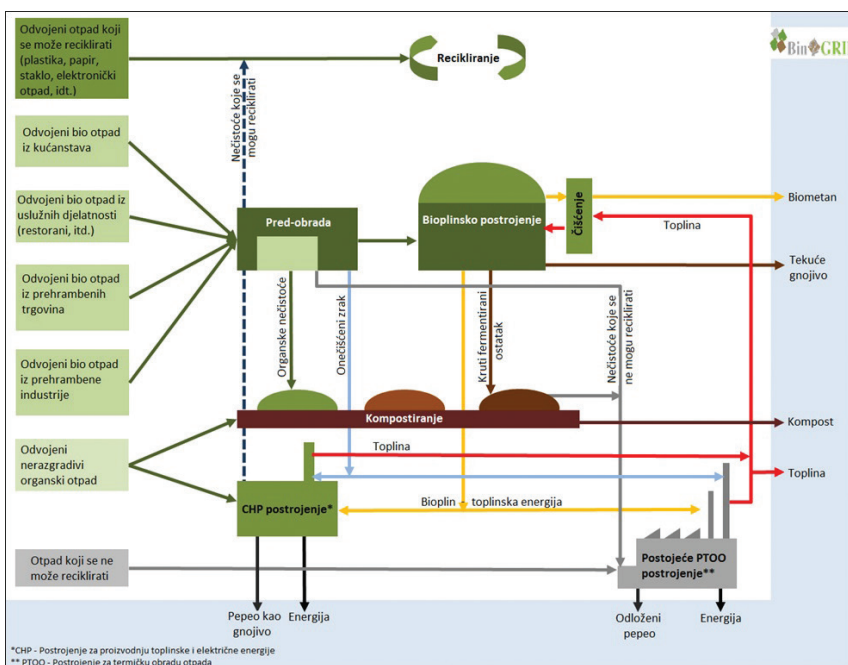 Odvojeni otpad koji
se može reciklirati
(plastika, papir,
staklo, elektronički
otpad, idt.)
Recikliranje
BinGRID
Nečistoće koje se
mogu reciklirati
Odvojeni bio otpad
iz kućanstava
Odvojeni bio otpad iz
uslužnih djelatnosti
(restorani, itd.)
Odvojeni bio otpad
iz prehrambenih
trgovina
Odvojeni bio otpad
iz prehrambene
industrije
Odvojeni
nerazgradivi
organski otpad
Otpad koji se ne
može reciklirati
Pred-obrada
Bioplinsko postrojenje
Čišćenje
Biometan
Toplina
Tekuće
gnojivo
Organske nečistoće
Onečišćeni zrak
Kruti fermentirani
ostatak
Nečistoće koje se
ne mogu reciklirati
Kompostiranje
Kompost
Toplina
Toplina
CHP postrojenje*
Bioplin - toplinska energija
Postojeće PTOO
postrojenje**
Pepeo kao
gnojivo
Energija
Odloženi
pepeo
Energija
*CHP - Postrojenje za proizvodnju toplinske i električne energije
** PTOO - Postrojenje za termičku obradu otpada